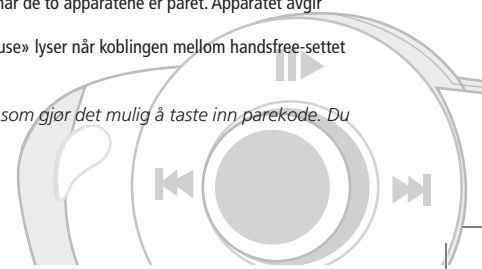 når de to apparatene er paret. Apparatet avgir
use» lyser når koblingen mellom handsfree-settet
som gjør det mulig å taste inn parekode. Du